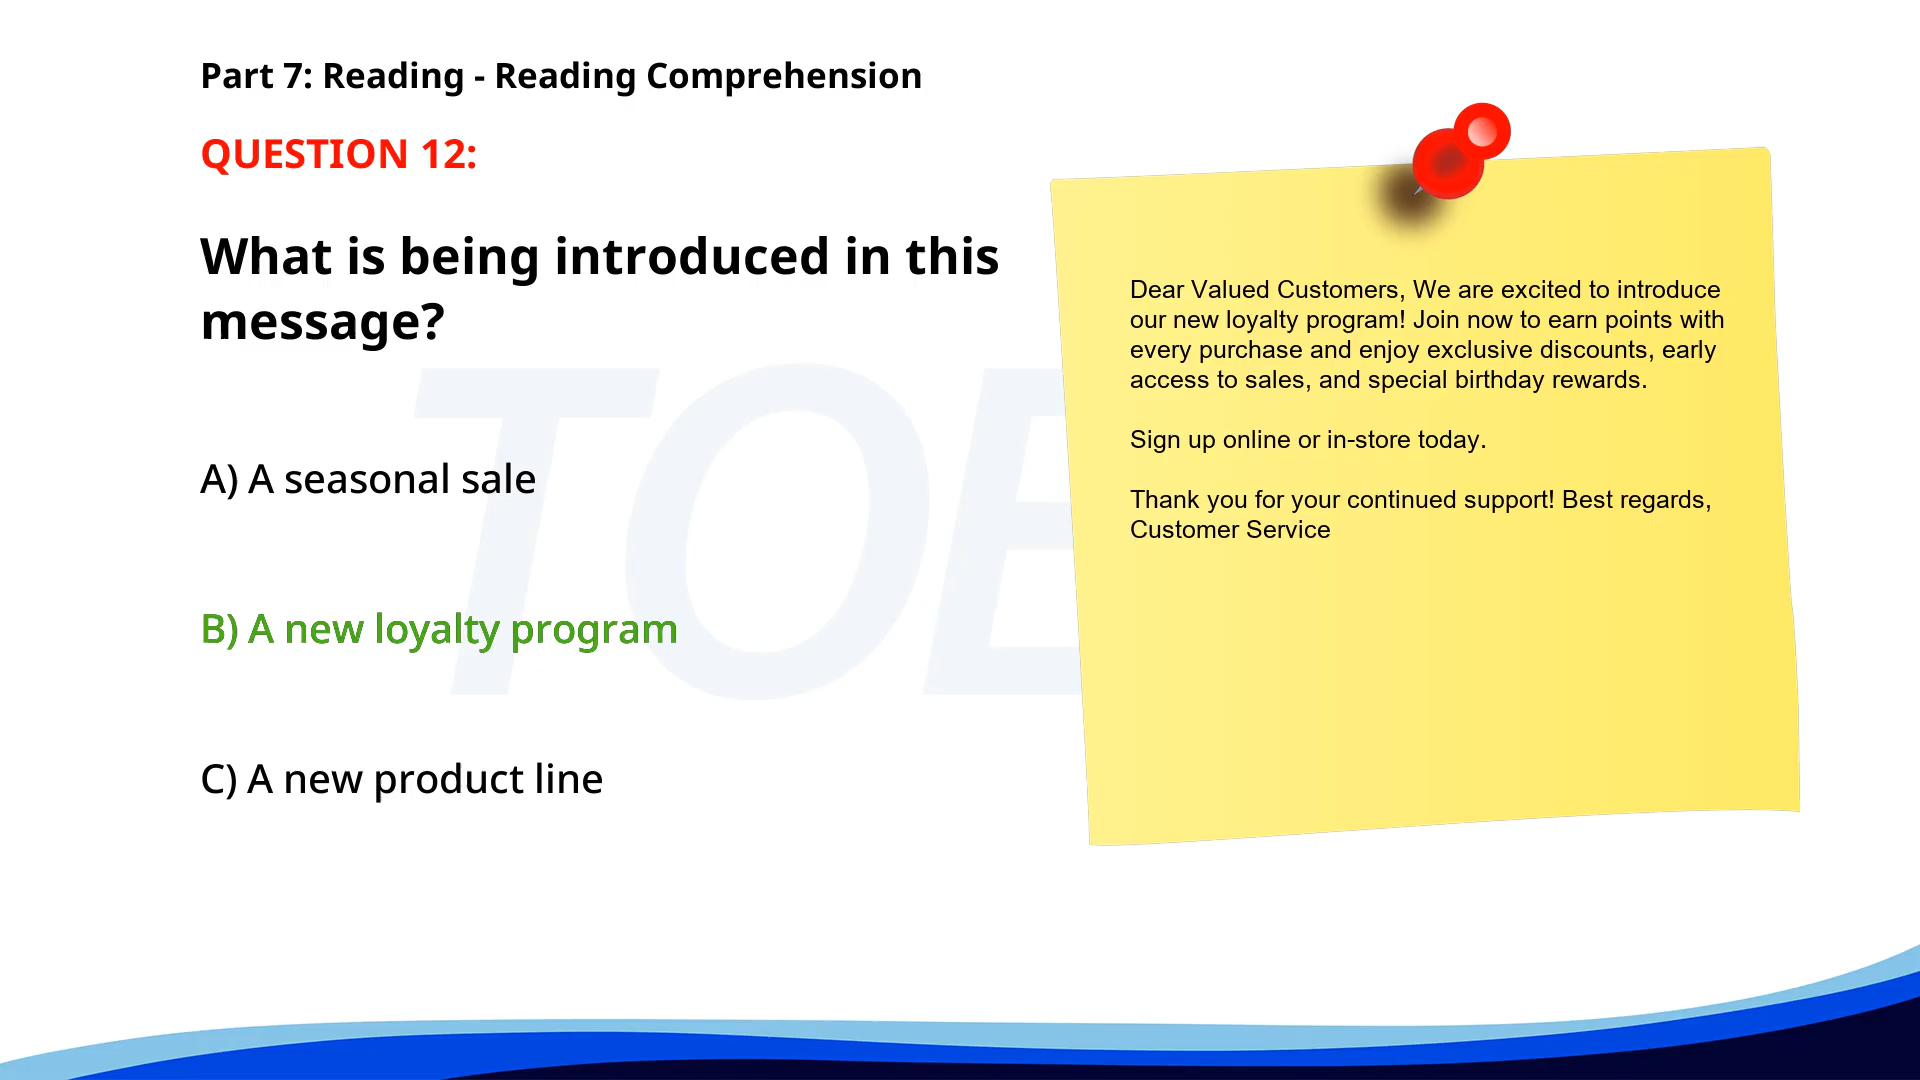 Part 7: Reading - Reading Comprehension
QUESTION 12:
What is being introduced in this
message?
A) A seasonal sale
B) A new loyalty program
C) A new product line
Dear Valued Customers, We are excited to introduce
our new loyalty program! Join now to earn points with
every purchase and enjoy exclusive discounts, early
access to sales, and special birthday rewards.
Sign up online or in-store today.
Thank you for your continued support! Best regards,
Customer Service